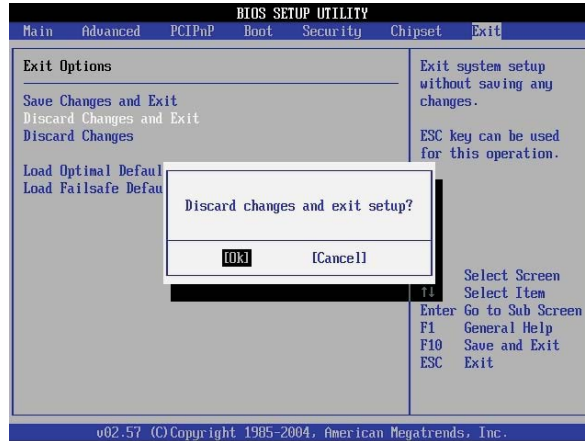 BIOS SETUP UTILITY
Main Advanced PCIPnP Boot Security Chipset Exit
Exit Options
Save Changes and Exit
Discard Changes and Exit
Discard Changes
Load Optimal Defaul
Load Failsafe Defau
Discard changes and exit setup?
[Ok] [Cancel]
Exit system setup
without saving any
changes.
ESC key can be used
for this operation.
Select Screen
↑↓ Select Item
Enter Go to Sub Screen
F1 General Help
F10 Save and Exit
ESC Exit
v02.57 (C)Copyright 1985-2004, American Megatrends, Inc.